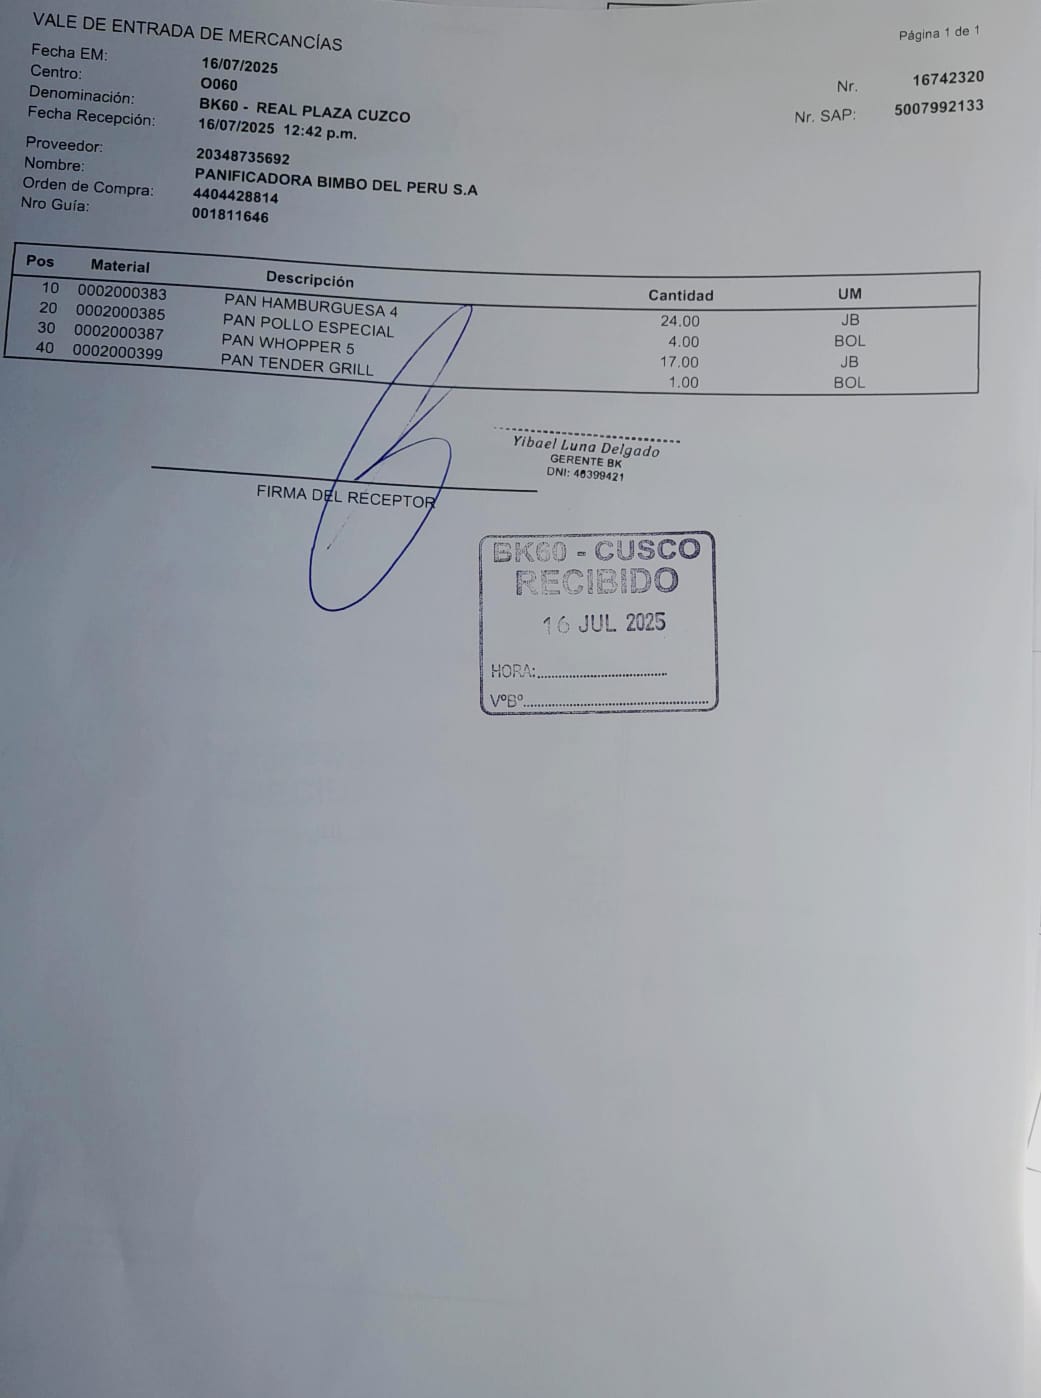 VALE DE ENTRADA DE MERCANCÍAS
Página 1 de 1
Fecha EM: 16/07/2025
Nr. 16742320
Centro: O060
Nr. SAP: 5007992133
Denominación: BK60 - REAL PLAZA CUZCO
Fecha Recepción: 16/07/2025 12:42 p.m.
Proveedor: 20348735692
Nombre: PANIFICADORA BIMBO DEL PERU S.A
Orden de Compra: 4404428814
Nro Guía: 001811646
Pos Material Descripción Cantidad UM
10 0002000383 PAN HAMBURGUESA 4 24.00 JB
20 0002000385 PAN POLLO ESPECIAL 4.00 BOL
30 0002000387 PAN WHOPPER 5 17.00 JB
40 0002000399 PAN TENDER GRILL 1.00 BOL
Yibael Luna Delgado
GERENTE BK
DNI: 46399421
FIRMA DEL RECEPTOR
BK60 - CUSCO
RECIBIDO
16 JUL 2025
HORA:
VºBº